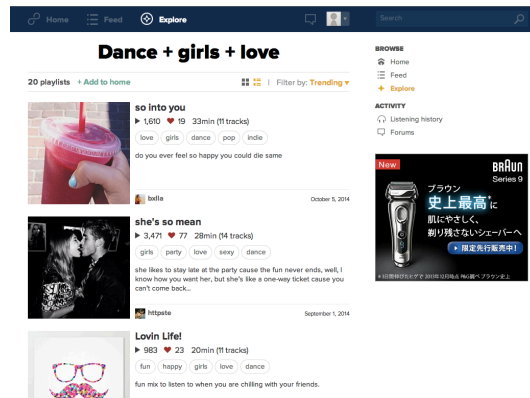 Home Feed Explore Search
Dance + girls + love
20 playlists + Add to home Filter by: Trending
so into you
1,610 19 33min (11 tracks)
love girls dance pop indie
do you ever feel so happy you could die same
bxlla October 5, 2014
she's so mean
3,471 77 28min (14 tracks)
girls party love sexy dance
she likes to stay late at the party cause the fun never ends, well, I
know how you want her, but she's like a one-way ticket cause you
can't come back...
httpste September 1, 2014
Lovin Life!
983 23 20min (11 tracks)
fun happy girls love dance
fun mix to listen to when you are chilling with your friends.
BROWSE
Home
Feed
Explore
ACTIVITY
Listening history
Forums
New
BRAUN
Series 9
ブラウン
史上最高*に
肌にやさしく、
剃り残さないシェーバーへ
限定先行販売中!